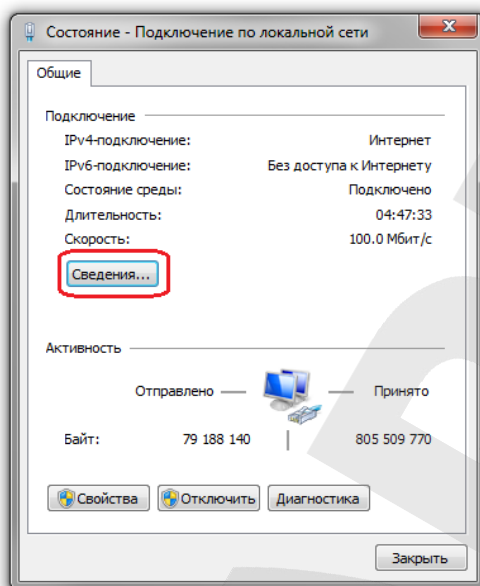 Состояние - Подключение по локальной сети
Общие
Подключение
IPv4-подключение: Интернет
IPv6-подключение: Без доступа к Интернету
Состояние среды: Подключено
Длительность: 04:47:33
Скорость: 100.0 Мбит/с
Сведения...
Активность
Отправлено — Принято
Байт: 79 188 140 805 509 770
Свойства Отключить Диагностика
Закрыть